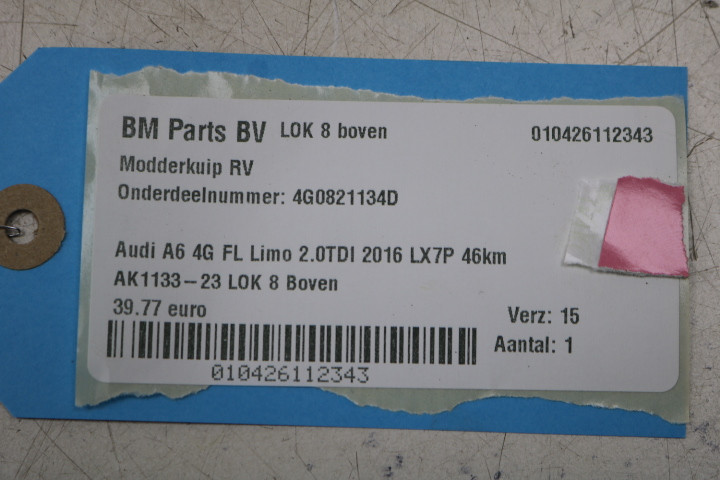 BM Parts BV LOK 8 boven 010426112343
Modderkuip RV
Onderdeelnummer: 4G0821134D
Audi A6 4G FL Limo 2.0TDI 2016 LX7P 46km
AK1133-23 LOK 8 Boven
39.77 euro Verz: 15
Aantal: 1
010426112343